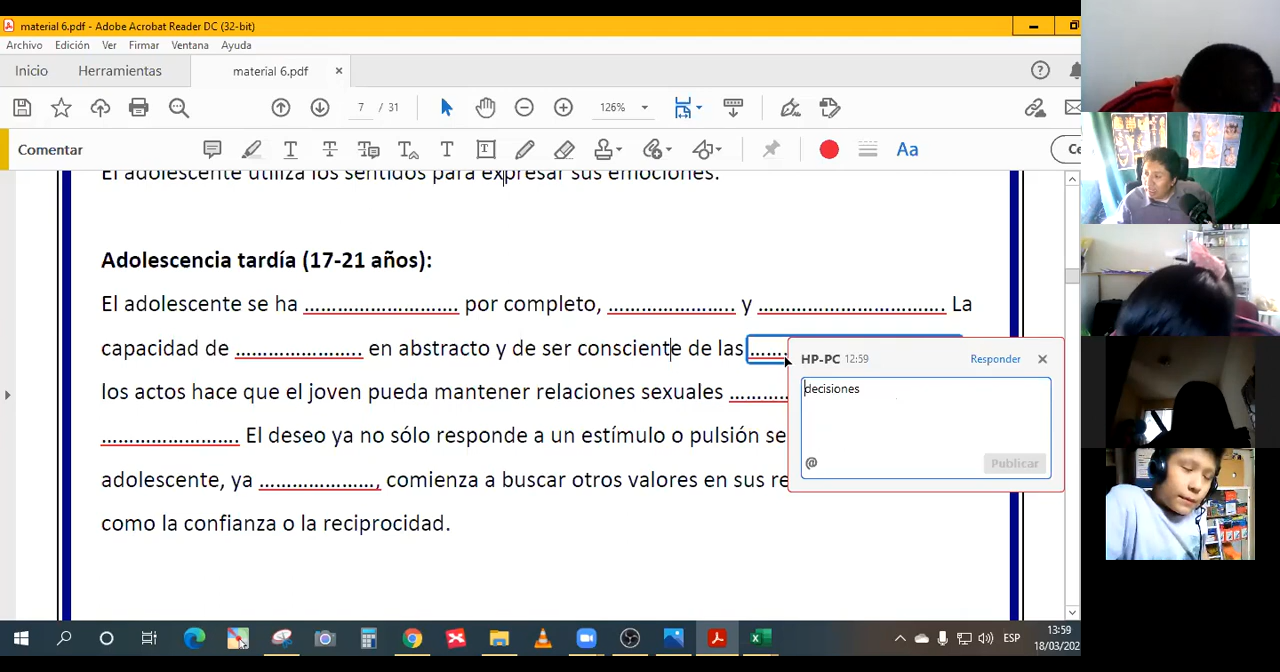 material 6.pdf - Adobe Acrobat Reader DC (32-bit)
Archivo Edición Ver Firmar Ventana Ayuda
Inicio Herramientas material 6.pdf ×
7 / 31 126%
Comentar Aa Ce
El adolescente utiliza los sentidos para expresar sus emociones.
Adolescencia tardía (17-21 años):
El adolescente se ha ............................ por completo, ....................... y .................................. La
capacidad de ....................... en abstracto y de ser consciente de las .......
los actos hace que el joven pueda mantener relaciones sexuales ...........
.......................... El deseo ya no sólo responde a un estímulo o pulsión se
adolescente, ya ....................., comienza a buscar otros valores en sus re
como la confianza o la reciprocidad.
HP-PC 12:59 Responder
decisiones
@ Publicar
ESP
13:59
18/03/202